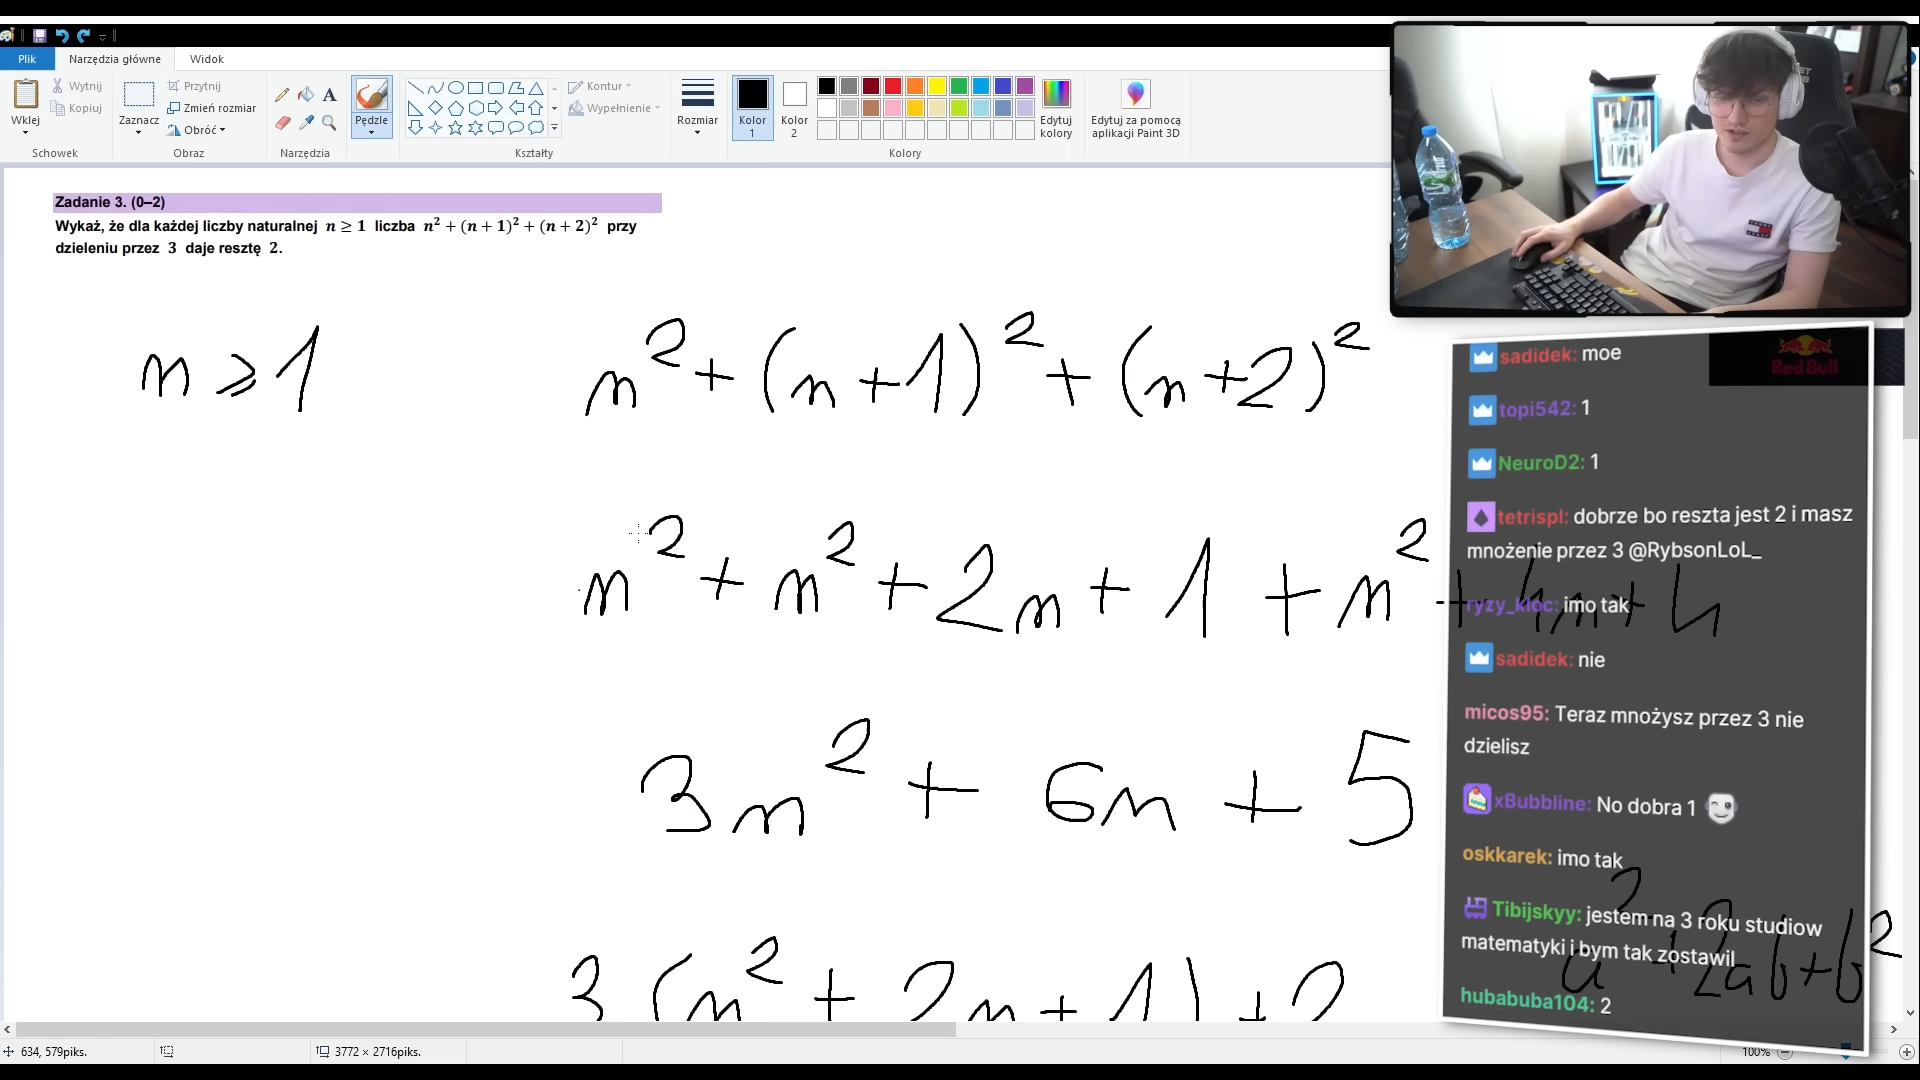 Plik Narzędzia główne Widok
Wklej
Wytnij
Kopiuj
Schowek
Zaznacz
Przytnij
Zmień rozmiar
Obróć
Obraz
A
Narzędzia
Pędzle
Kontur
Wypełnienie
Kształty
Rozmiar
Kolor 1
Kolor 2
Kolory
Edytuj kolory
Edytuj za pomocą aplikacji Paint 3D
Zadanie 3. (0–2)
Wykaż, że dla każdej liczby naturalnej n ≥ 1 liczba n² + (n + 1)² + (n + 2)² przy
dzieleniu przez 3 daje resztę 2.
n ⩾ 1
n² + (n+1)² + (n+2)²
n² + n² + 2n + 1 + n² + 4n + 4
3n² + 6n + 5
3(n² + 2n + 1) + 2
a² + 2ab + b²
Red Bull
sadidek: moe
topi542: 1
NeuroD2: 1
tetrispl: dobrze bo reszta jest 2 i masz
mnożenie przez 3 @RybsonLoL_
ryzy_kloc: imo tak
sadidek: nie
micos95: Teraz mnożysz przez 3 nie
dzielisz
xBubbline: No dobra 1
oskkarek: imo tak
Tibijskyy: jestem na 3 roku studiow
matematyki i bym tak zostawil
hubabuba104: 2
634, 579piks.
3772 × 2716piks.
100%